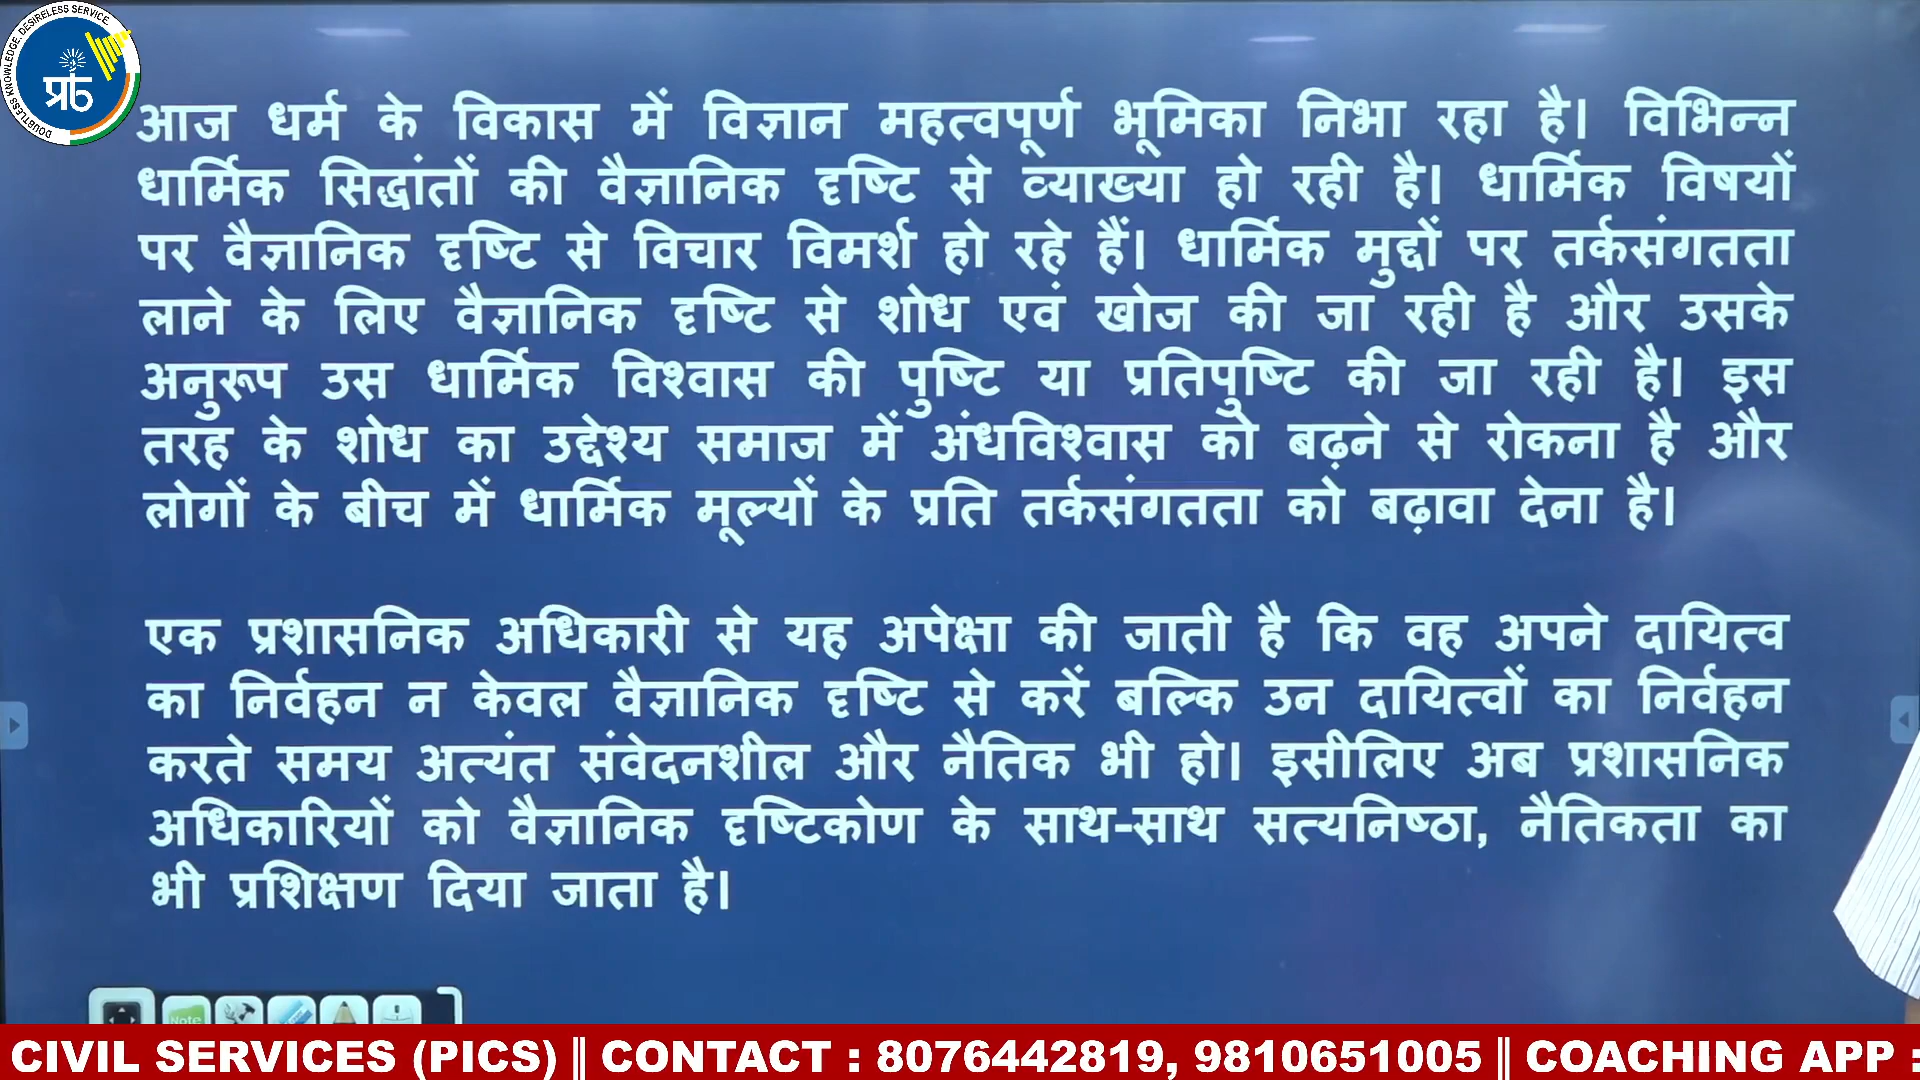 DOUBTLESS KNOWLEDGE, DESIRELESS SERVICE.
प्रb
आज धर्म के विकास में विज्ञान महत्वपूर्ण भूमिका निभा रहा है। विभिन्न
धार्मिक सिद्धांतों की वैज्ञानिक दृष्टि से व्याख्या हो रही है। धार्मिक विषयों
पर वैज्ञानिक दृष्टि से विचार विमर्श हो रहे हैं। धार्मिक मुद्दों पर तर्कसंगतता
लाने के लिए वैज्ञानिक दृष्टि से शोध एवं खोज की जा रही है और उसके
अनुरूप उस धार्मिक विश्वास की पुष्टि या प्रतिपुष्टि की जा रही है। इस
तरह के शोध का उद्देश्य समाज में अंधविश्वास को बढ़ने से रोकना है और
लोगों के बीच में धार्मिक मूल्यों के प्रति तर्कसंगतता को बढ़ावा देना है।
एक प्रशासनिक अधिकारी से यह अपेक्षा की जाती है कि वह अपने दायित्व
का निर्वहन न केवल वैज्ञानिक दृष्टि से करें बल्कि उन दायित्वों का निर्वहन
करते समय अत्यंत संवेदनशील और नैतिक भी हो। इसीलिए अब प्रशासनिक
अधिकारियों को वैज्ञानिक दृष्टिकोण के साथ-साथ सत्यनिष्ठा, नैतिकता का
भी प्रशिक्षण दिया जाता है।
Note
CIVIL SERVICES (PICS) || CONTACT : 8076442819, 9810651005 || COACHING APP :